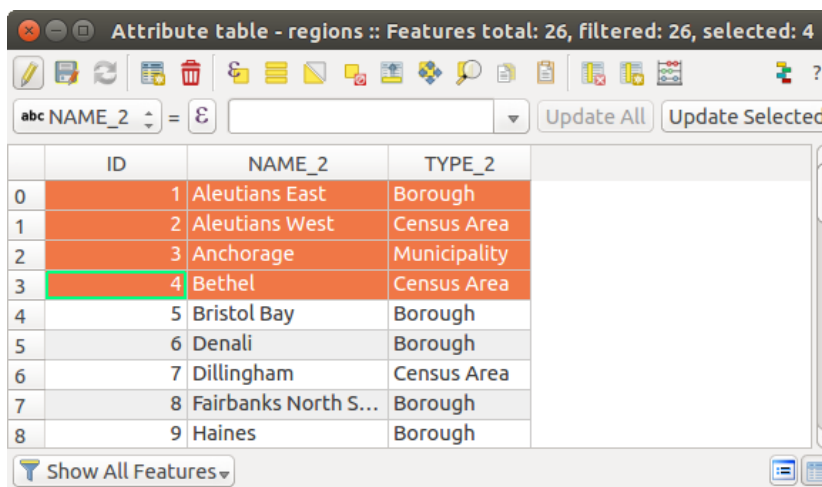 Attribute table - regions :: Features total: 26, filtered: 26, selected: 4
abc NAME_2 = ε Update All Update Selected
ID NAME_2 TYPE_2
0 1 Aleutians East Borough
1 2 Aleutians West Census Area
2 3 Anchorage Municipality
3 4 Bethel Census Area
4 5 Bristol Bay Borough
5 6 Denali Borough
6 7 Dillingham Census Area
7 8 Fairbanks North S... Borough
8 9 Haines Borough
Show All Features